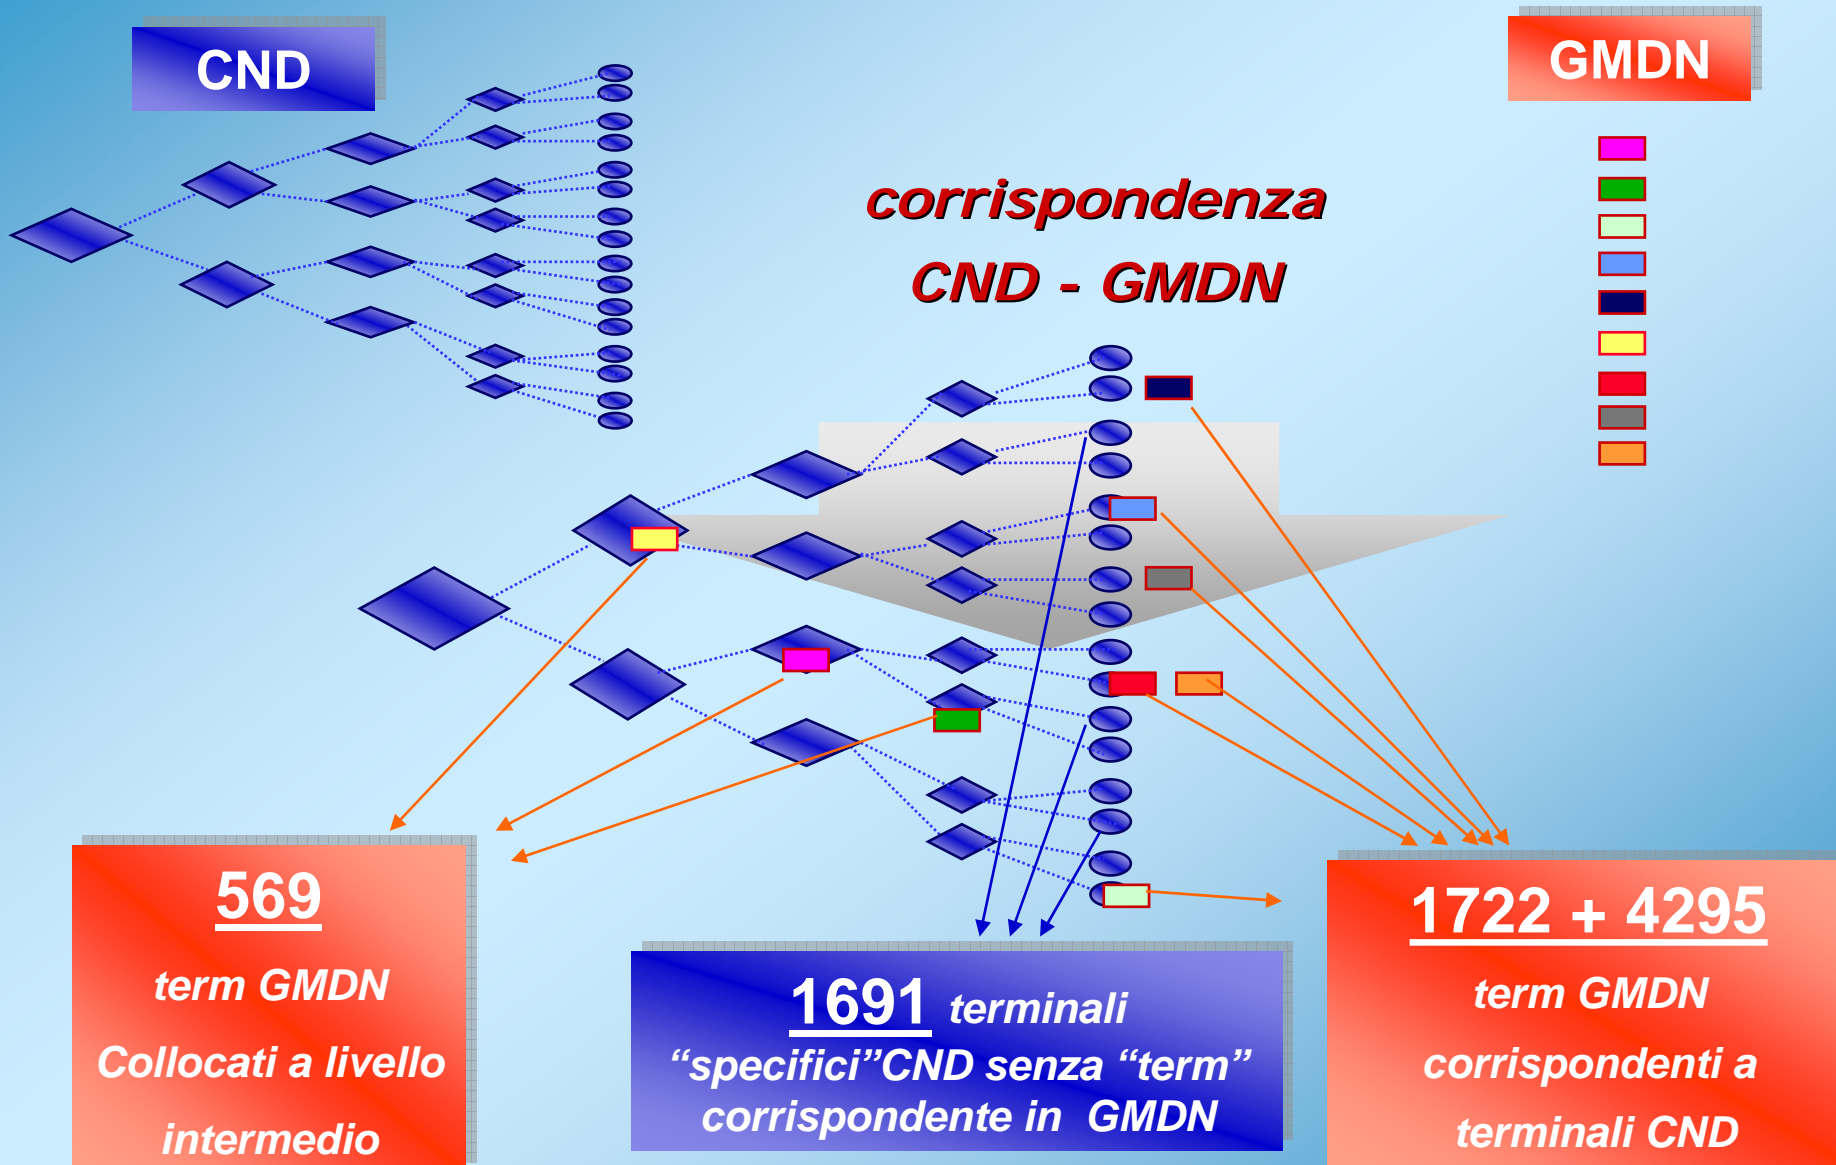 CND
GMDN
corrispondenza
CND - GMDN
569
term GMDN
Collocati a livello
intermedio
1691 terminali
“specifici”CND senza “term”
corrispondente in GMDN
1722 + 4295
term GMDN
corrispondenti a
terminali CND